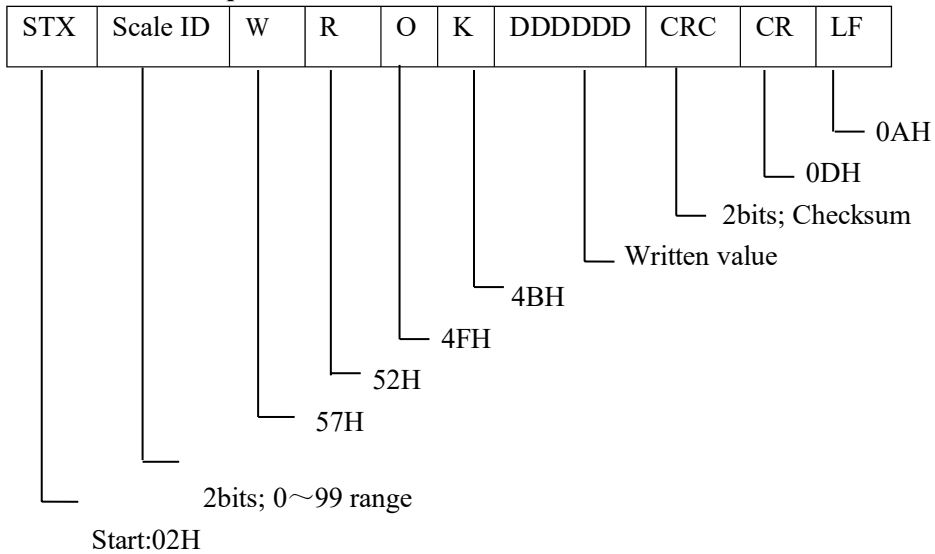 STX Scale ID W R O K DDDDDD CRC CR LF
0AH
0DH
2bits; Checksum
Written value
4BH
4FH
52H
57H
2bits; 0～99 range
Start:02H